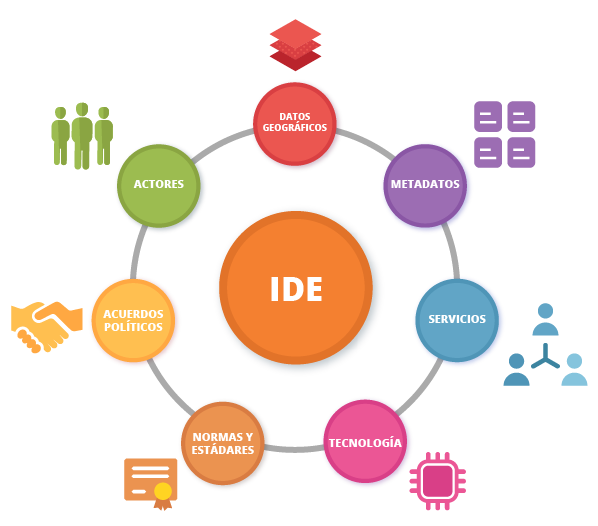 DATOS
GEOGRÁFICOS
ACTORES
METADATOS
IDE
ACUERDOS
POLÍTICOS
SERVICIOS
NORMAS Y
ESTÁDARES
TECNOLOGÍA